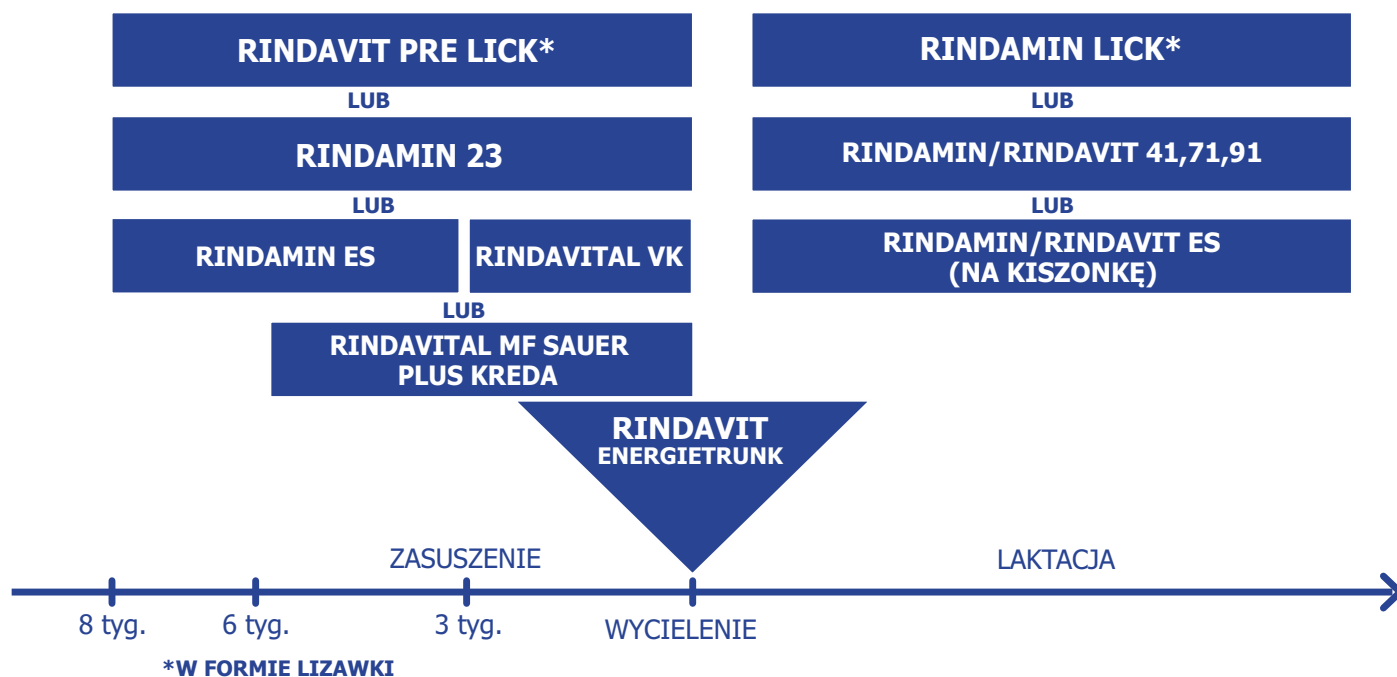 RINDAVIT PRE LICK*
LUB
RINDAMIN 23
LUB
RINDAMIN ES
RINDAVITAL VK
LUB
RINDAVITAL MF SAUER
PLUS KREDA
RINDAMIN LICK*
LUB
RINDAMIN/RINDAVIT 41,71,91
LUB
RINDAMIN/RINDAVIT ES
(NA KISZONKĘ)
RINDAVIT
ENERGIETRUNK
ZASUSZENIE
LAKTACJA
8 tyg.
6 tyg.
3 tyg.
WYCIELENIE
*W FORMIE LIZAWKI